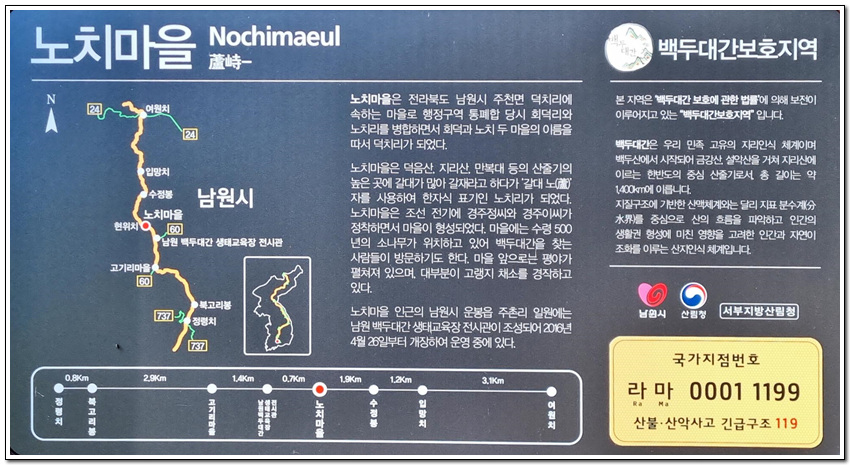 노치마을 Nochimaeul
蘆峙一
백두대간보호지역
노치마을은 전라북도 남원시 주천면 덕치리에
속하는 마을로 행정구역 통폐합 당시 회덕리와
노치리를 병합하면서 회덕과 노치 두 마을의 이름을
따서 덕치리가 되었다.
노치마을은 덕음산, 지리산, 만복대 등의 산줄기의
높은 곳에 갈대가 많아 갈재라고 하다가 '갈대 노(蘆)'
자를 사용하여 한자식 표기인 노치리가 되었다.
노치마을은 조선 전기에 경주정씨와 경주이씨가
정착하면서 마을이 형성되었다. 마을에는 수령 500
년의 소나무가 위치하고 있어 백두대간을 찾는
사람들이 방문하기도 한다. 마을 앞으로는 평야가
펼쳐져 있으며, 대부분이 고랭지 채소를 경작하고
있다.
노치마을 인근의 남원시 운봉읍 주촌리 일원에는
남원 백두대간 생태교육장 전시관이 조성되어 2016년
4월 26일부터 개장하여 운영 중에 있다.
본 지역은 '백두대간 보호에 관한 법률'에 의해 보전이
이루어지고 있는 "백두대간보호지역" 입니다.
백두대간은 우리 민족 고유의 지리인식 체계이며
백두산에서 시작되어 금강산, 설악산을 거쳐 지리산에
이르는 한반도의 중심 산줄기로서, 총 길이는 약
1,400km에 이릅니다.
지질구조에 기반한 산맥체계와는 달리 지표 분수계(分
水界)를 중심으로 산의 흐름을 파악하고 인간의
생활권 형성에 미친 영향을 고려한 인간과 자연이
조화를 이루는 산지인식 체계입니다.
남원시 산림청 서부지방산림청
국가지점번호
라 마 0001 1199
Ra Ma
산불·산악사고 긴급구조 119
N
24
여원치
24
입망치
수정봉
남원시
노치마을
현위치
60
남원 백두대간 생태교육장 전시관
고기리마을
60
북고리봉
737
정령치
737
0.8Km 2.9Km 1.4Km 0.7Km 1.9Km 1.2Km 3.1Km
정령치
북고리봉
고기리마을
남원백두대간
생태교육장
전시관
노치마을
수정봉
입망치
여원치